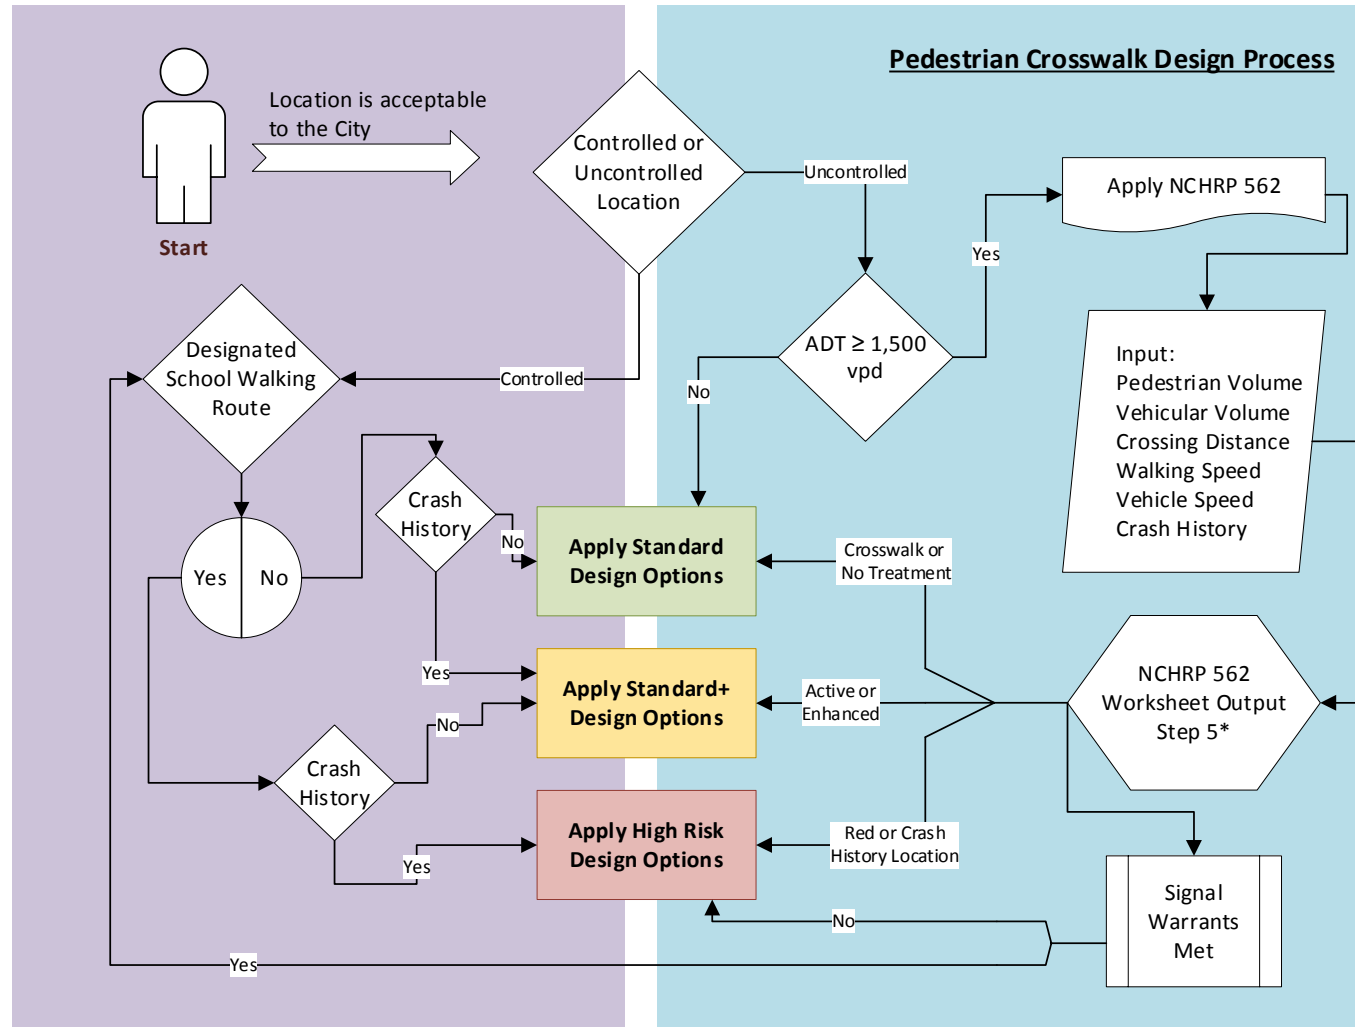 Pedestrian Crosswalk Design Process
Location is acceptable
to the City
Start
Controlled or
Uncontrolled
Location
Uncontrolled
Apply NCHRP 562
Yes
ADT ≥ 1,500
vpd
No
Controlled
Designated
School Walking
Route
Input:
Pedestrian Volume
Vehicular Volume
Crossing Distance
Walking Speed
Vehicle Speed
Crash History
Crash
History
No
Yes
No
Yes
Apply Standard
Design Options
Crosswalk or
No Treatment
Apply Standard+
Design Options
Active or
Enhanced
NCHRP 562
Worksheet Output
Step 5*
Crash
History
No
Yes
Apply High Risk
Design Options
Red or Crash
History Location
Signal
Warrants
Met
No
Yes